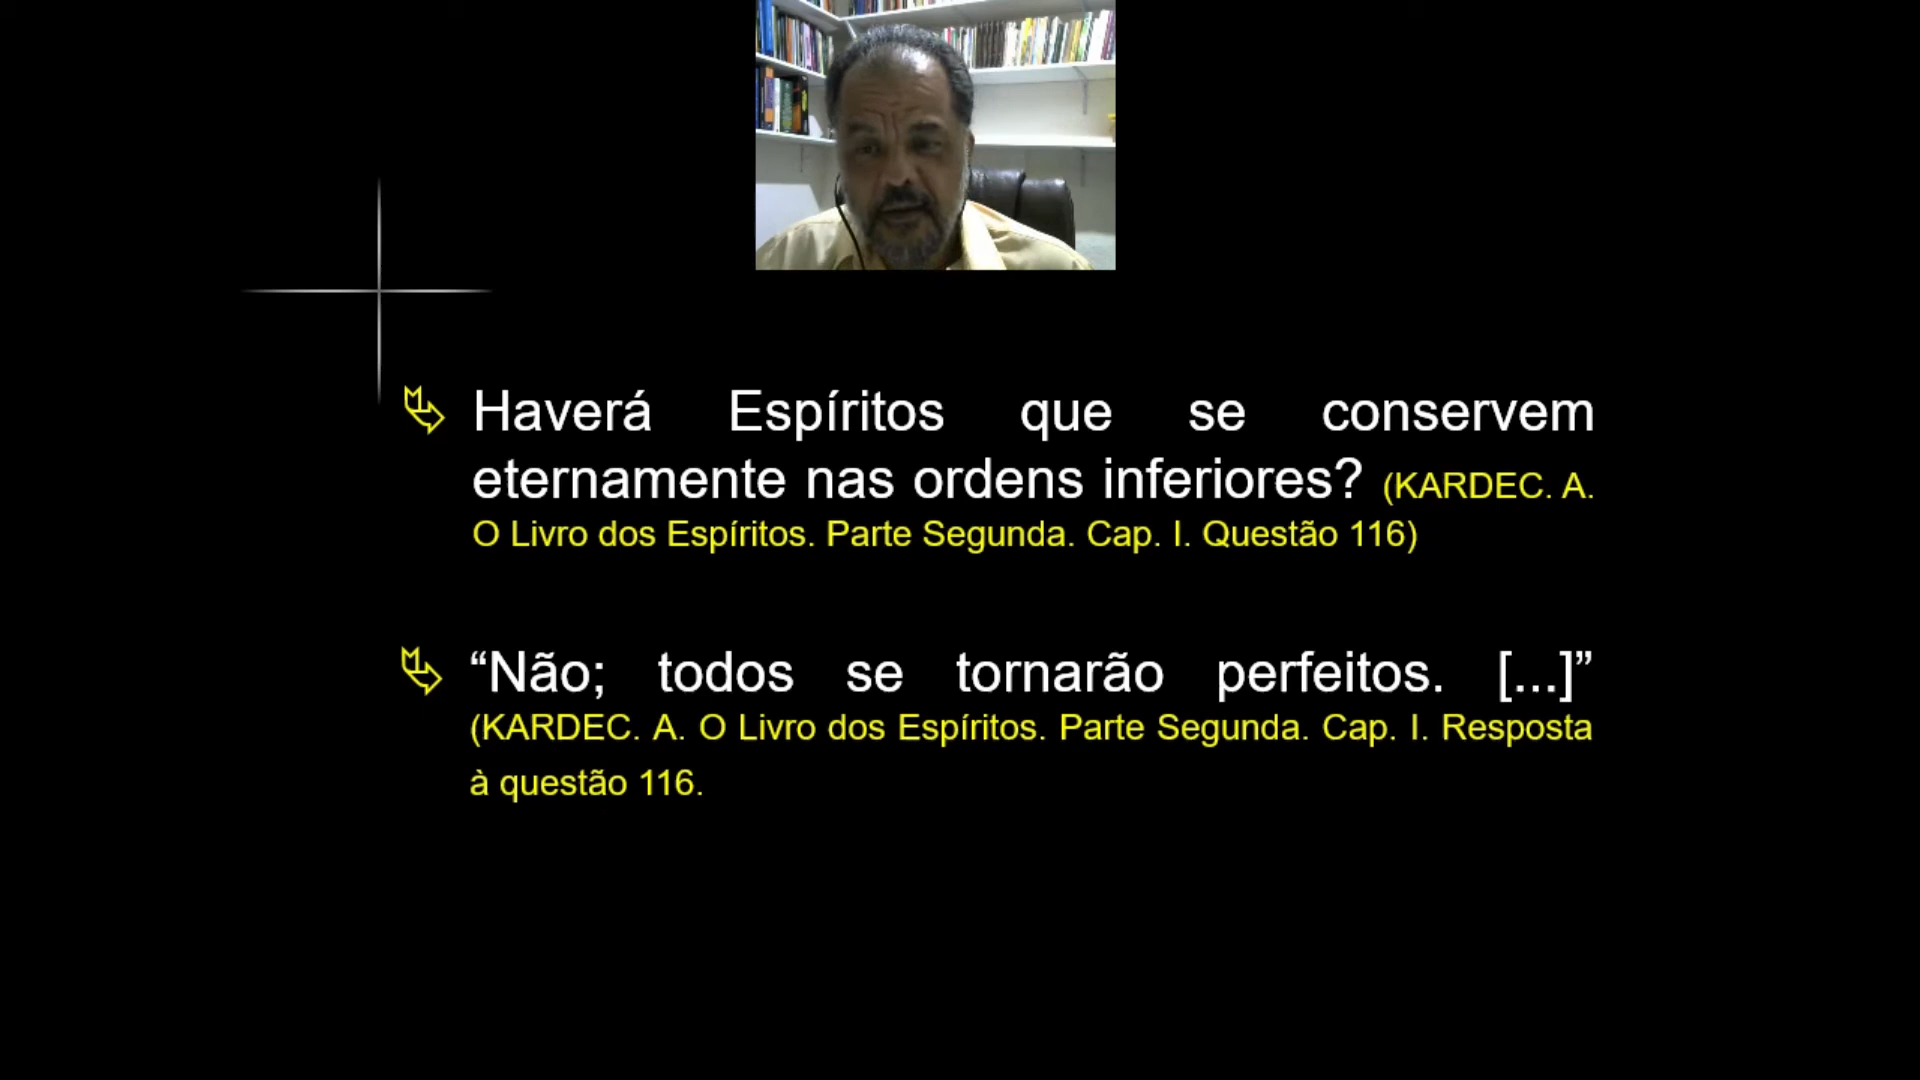 Haverá Espíritos que se conservem
eternamente nas ordens inferiores? (KARDEC. A.
O Livro dos Espíritos. Parte Segunda. Cap. I. Questão 116)
“Não; todos se tornarão perfeitos. [...]”
(KARDEC. A. O Livro dos Espíritos. Parte Segunda. Cap. I. Resposta
à questão 116.